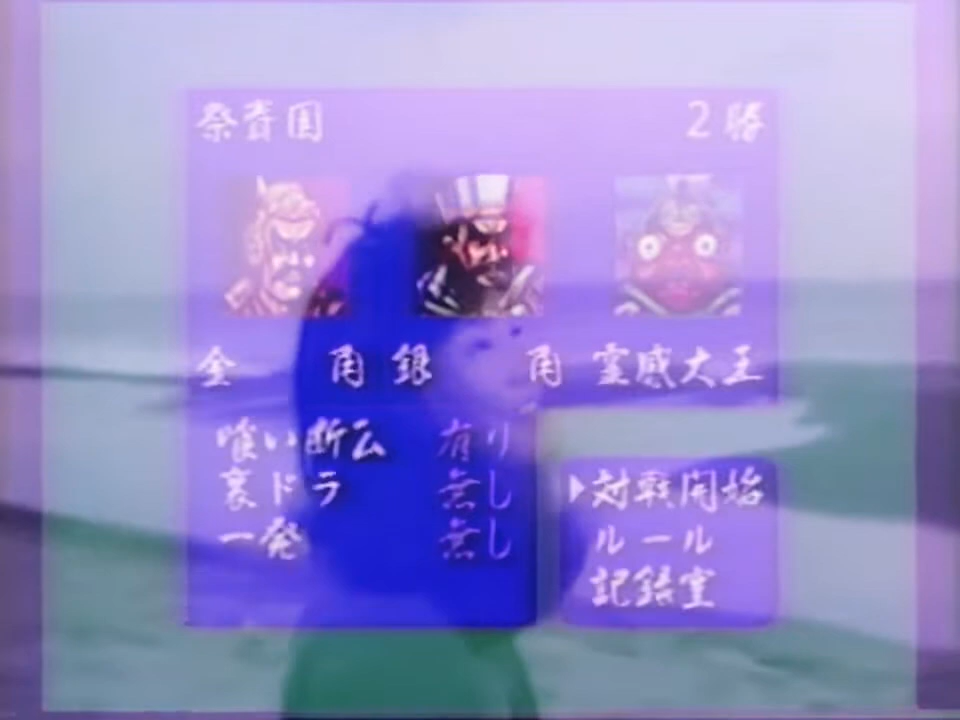 祭賽国 2勝
金角 銀角 霊感大王
喰い断么 有り
裏ドラ 無し
一発 無し
▶対戦開始
ルール
記録室